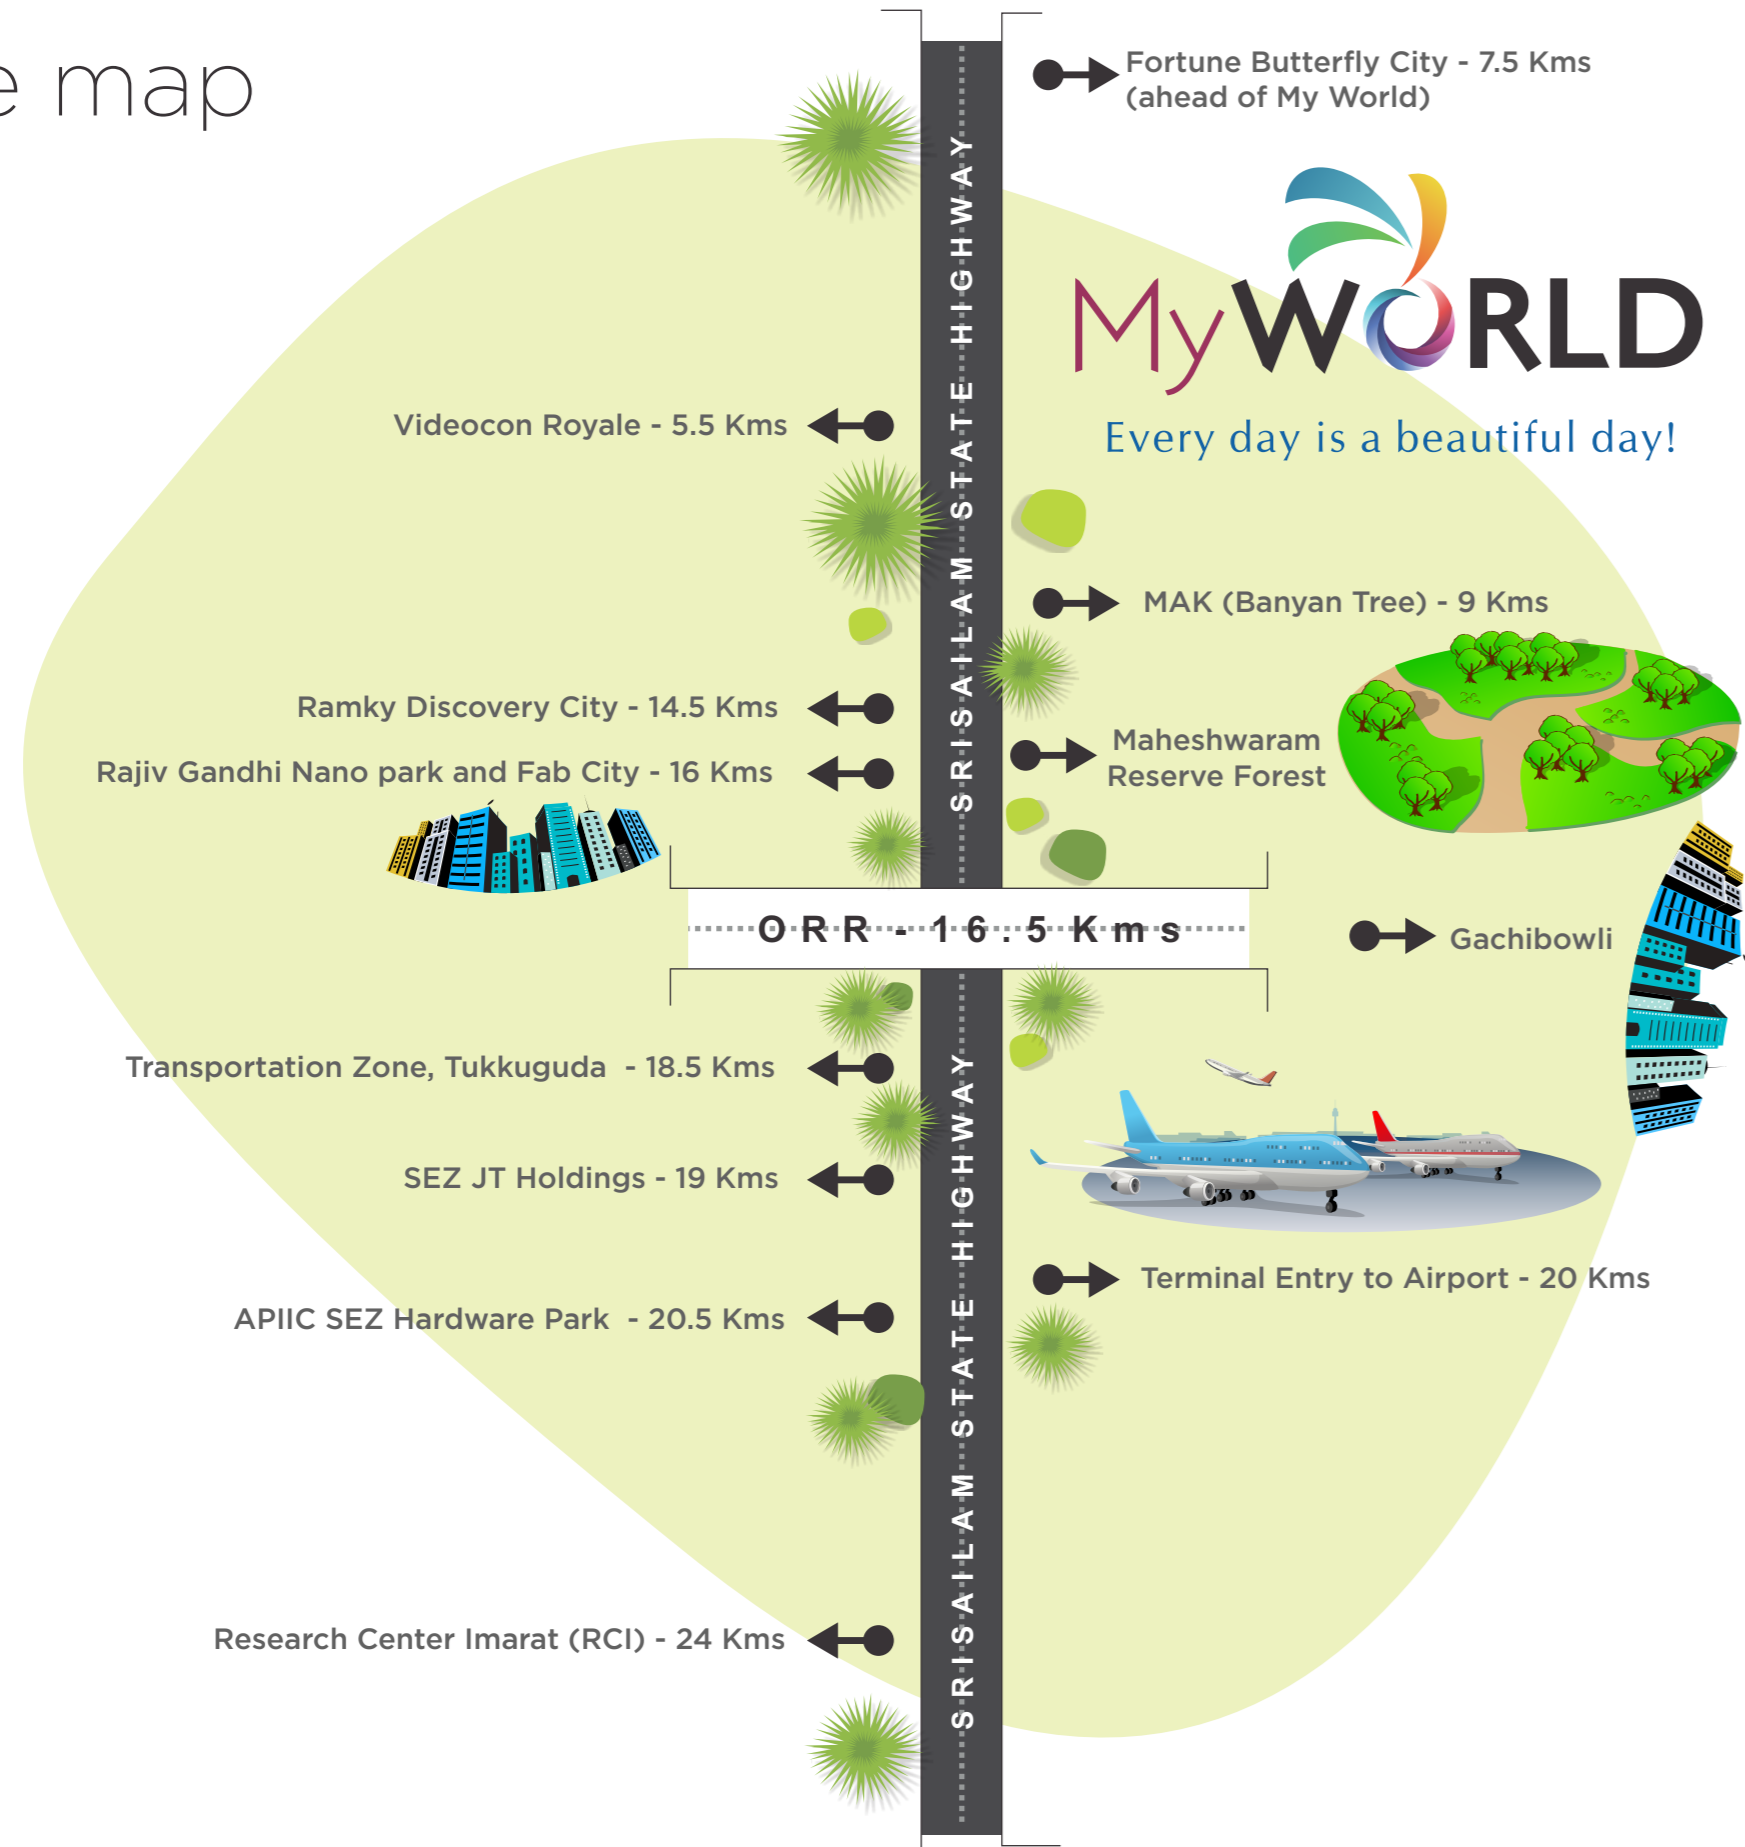 e map
Fortune Butterfly City - 7.5 Kms
(ahead of My World)
MyWORLD
Every day is a beautiful day!
Videocon Royale - 5.5 Kms
SRISAILAM STATE HIGHWAY
MAK (Banyan Tree) - 9 Kms
Ramky Discovery City - 14.5 Kms
Maheshwaram
Reserve Forest
Rajiv Gandhi Nano park and Fab City - 16 Kms
ORR - 16.5 Kms
Gachibowli
Transportation Zone, Tukkuguda - 18.5 Kms
SRISAILAM STATE HIGHWAY
SEZ JT Holdings - 19 Kms
Terminal Entry to Airport - 20 Kms
APIIC SEZ Hardware Park - 20.5 Kms
Research Center Imarat (RCI) - 24 Kms